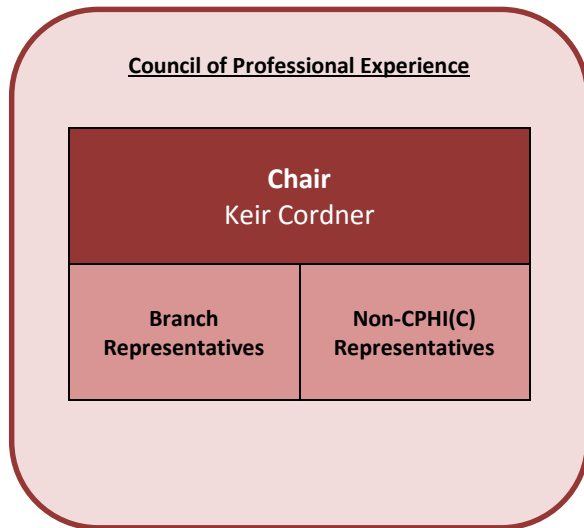 Council of Professional Experience
Chair
Keir Cordner
Branch
Representatives
Non-CPHI(C)
Representatives